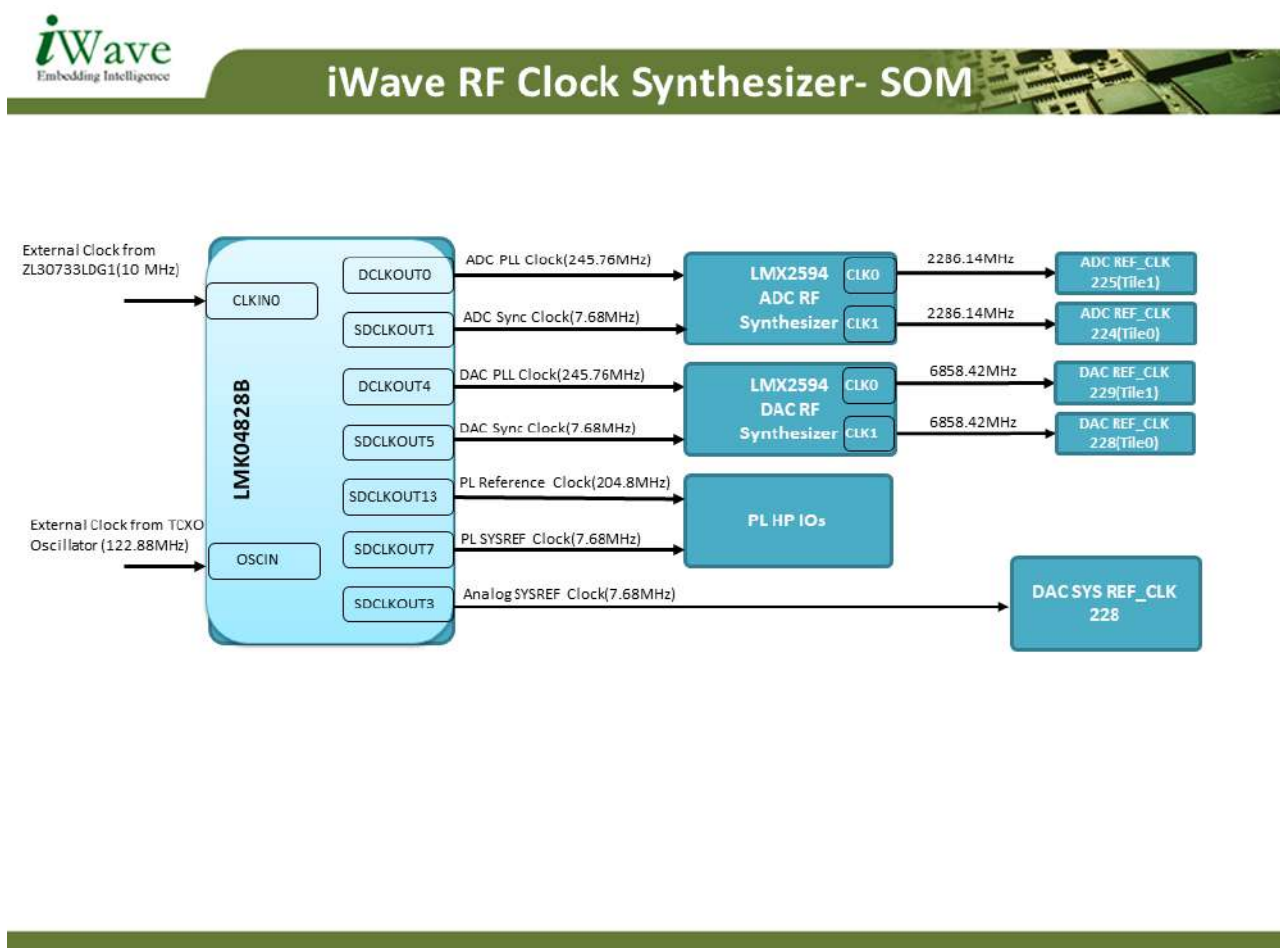 iWave
Embedding Intelligence
iWave RF Clock Synthesizer- SOM
External Clock from
ZL30733LDG1(10 MHz)
CLKIN0
LMK04828B
External Clock from TCXO
Oscillator (122.88MHz)
OSCIN
DCLKOUT0
ADC PLL Clock(245.76MHz)
SDCLKOUT1
ADC Sync Clock(7.68MHz)
DCLKOUT4
DAC PLL Clock(245.76MHz)
SDCLKOUT5
DAC Sync Clock(7.68MHz)
SDCLKOUT13
PL Reference Clock(204.8MHz)
SDCLKOUT7
PL SYSREF Clock(7.68MHz)
SDCLKOUT3
Analog SYSREF Clock(7.68MHz)
LMX2594
ADC RF
Synthesizer
CLK0
CLK1
2286.14MHz
2286.14MHz
ADC REF_CLK
225(Tile1)
ADC REF_CLK
224(Tile0)
LMX2594
DAC RF
Synthesizer
CLK0
CLK1
6858.42MHz
6858.42MHz
DAC REF_CLK
229(Tile1)
DAC REF_CLK
228(Tile0)
PL HP IOs
DAC SYS REF_CLK
228